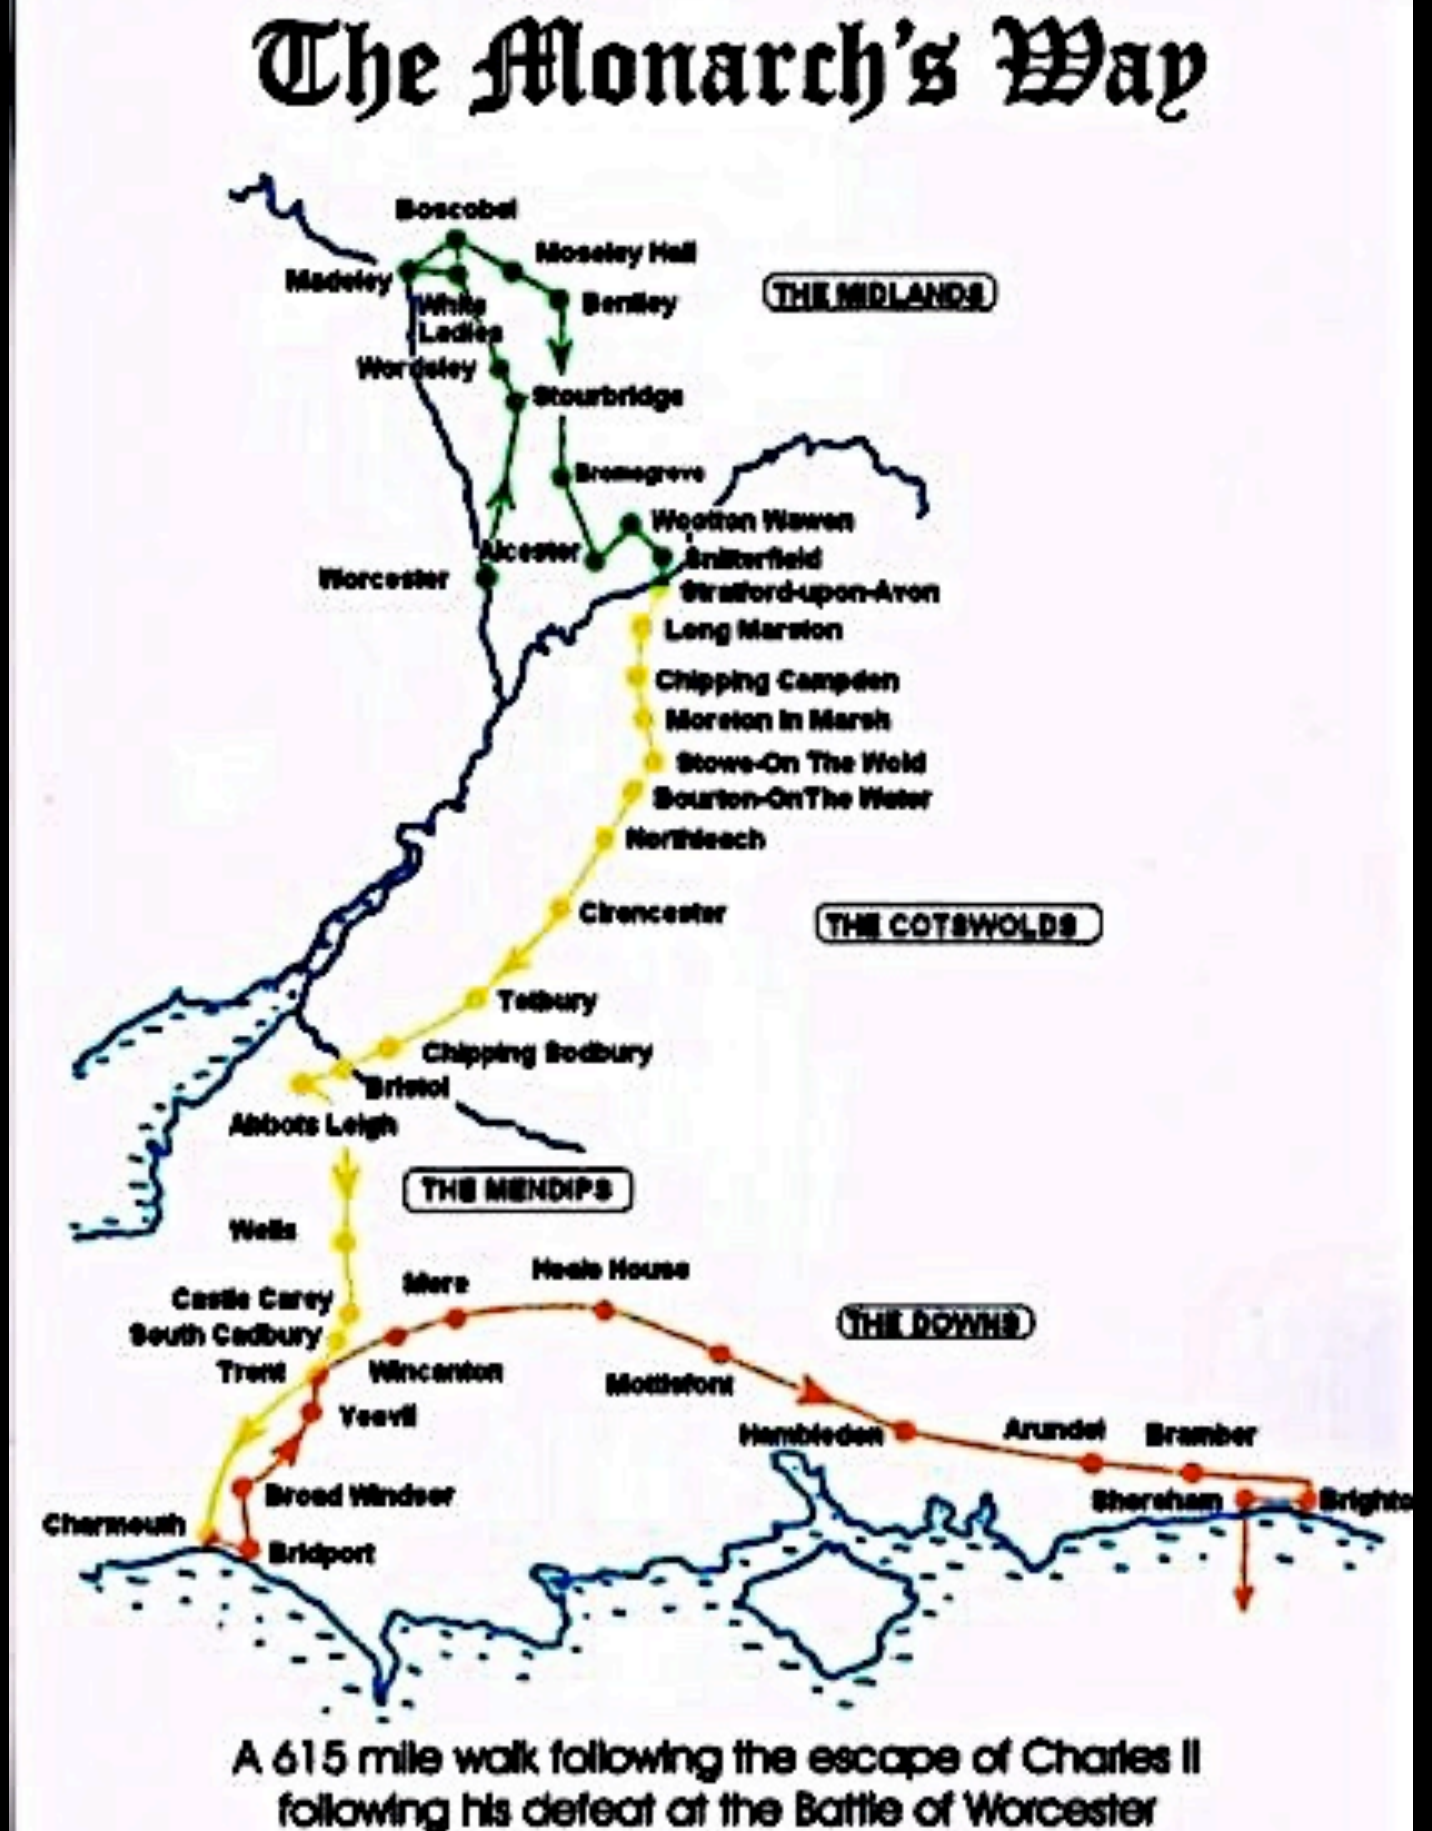 The Monarch's Way
Boscobel
Moseley Hall
Madeley
THE MIDLANDS
White
Ladies
Bentley
Wordsley
Stourbridge
Bromsgrove
Wootton Wawen
Alcester
Snitterfield
Worcester
Stratford-upon-Avon
Long Marston
Chipping Campden
Moreton In Marsh
Stowe-On The Wold
Bourton-OnThe Water
Northleach
Cirencester
THE COTSWOLDS
Tetbury
Chipping Sodbury
Bristol
Abbots Leigh
THE MENDIPS
Wells
Heale House
Mere
Castle Carey
THE DOWNS
South Cadbury
Trent
Wincanton
Mottisfont
Yeovil
Hambledon
Arundel
Bramber
Broad Windsor
Shoreham
Brighto
Charmouth
Bridport
A 615 mile walk following the escape of Charles II
following his defeat at the Battle of Worcester